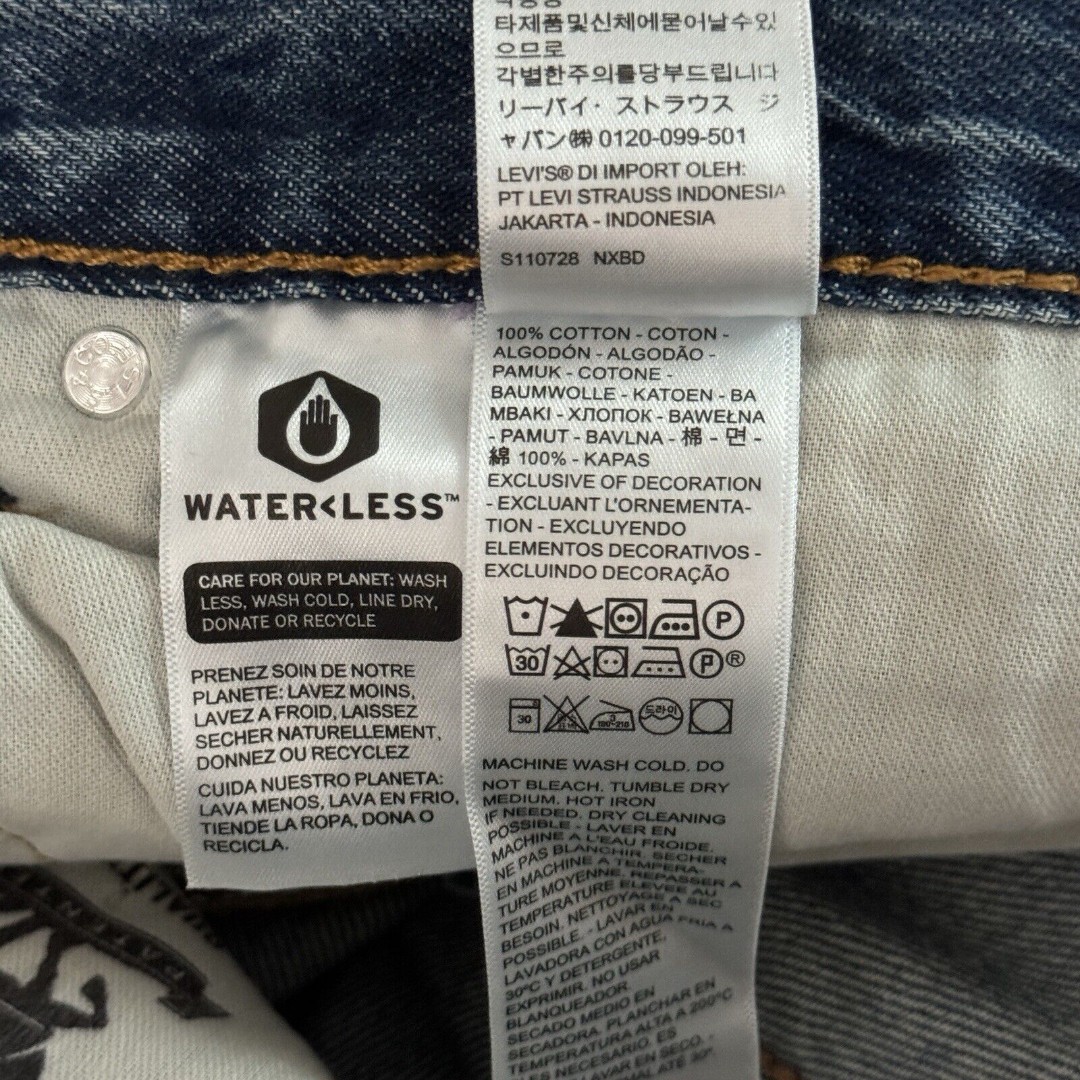 타제품및신체에묻어날수있
으므로
각별한주의를당부드립니다
リーバイ・ストラウス ジ
ャパン㈱ 0120-099-501
LEVI'S® DI IMPORT OLEH:
PT LEVI STRAUSS INDONESIA
JAKARTA - INDONESIA
S110728 NXBD
WATER<LESS™
CARE FOR OUR PLANET: WASH
LESS, WASH COLD, LINE DRY,
DONATE OR RECYCLE
PRENEZ SOIN DE NOTRE
PLANETE: LAVEZ MOINS,
LAVEZ A FROID, LAISSEZ
SECHER NATURELLEMENT,
DONNEZ OU RECYCLEZ
CUIDA NUESTRO PLANETA:
LAVA MENOS, LAVA EN FRIO,
TIENDE LA ROPA, DONA O
RECICLA.
100% COTTON - COTON -
ALGODÓN - ALGODÃO -
PAMUK - COTONE -
BAUMWOLLE - KATOEN - BA
MBAKI - ХЛОПОК - BAWEŁNA
- PAMUT - BAVLNA - 棉 - 면 -
綿 100% - KAPAS
EXCLUSIVE OF DECORATION
- EXCLUANT L'ORNEMENTA-
TION - EXCLUYENDO
ELEMENTOS DECORATIVOS -
EXCLUINDO DECORAÇÃO
P
30 P®
30 3 180~210 드라이
MACHINE WASH COLD. DO
NOT BLEACH. TUMBLE DRY
MEDIUM. HOT IRON
IF NEEDED. DRY CLEANING
POSSIBLE - LAVER EN
MACHINE A L'EAU FROIDE.
NE PAS BLANCHIR. SECHER
EN MACHINE A TEMPERA-
TURE MOYENNE. REPASSER A
TEMPERATURE ELEVEE AU
BESOIN. NETTOYAGE A SEC
POSSIBLE. - LAVAR EN
LAVADORA CON AGUA FRIA A
30ºC Y DETERGENTE.
EXPRIMIR. NO USAR
BLANQUEADOR.
SECADO MEDIO EN
SECADORA. PLANCHAR EN
TEMPERATURA ALTA A 200ºC
LES NECESARIO. ES
LAVAR EN SECO. -